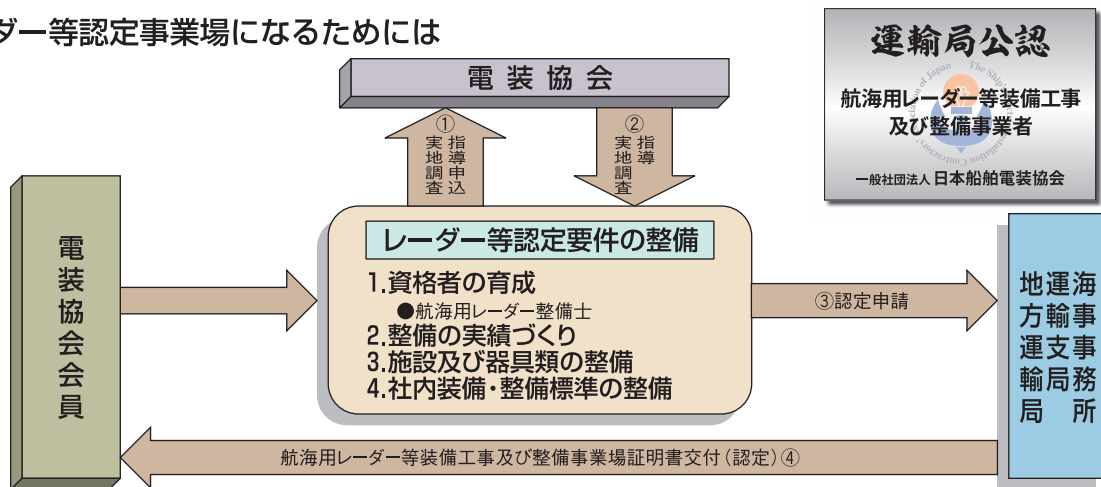 ダー等認定事業場になるためには
運輸局公認
航海用レーダー等装備工事
及び整備事業者
一般社団法人 日本船舶電装協会
電装協会
①
指導申込
実地調査
②
指導
実地調査
電装協会会員
レーダー等認定要件の整備
1.資格者の育成
●航海用レーダー整備士
2.整備の実績づくり
3.施設及び器具類の整備
4.社内装備・整備標準の整備
③認定申請
海事事務所
運輸支局
地方運輸局
航海用レーダー等装備工事及び整備事業場証明書交付(認定)④